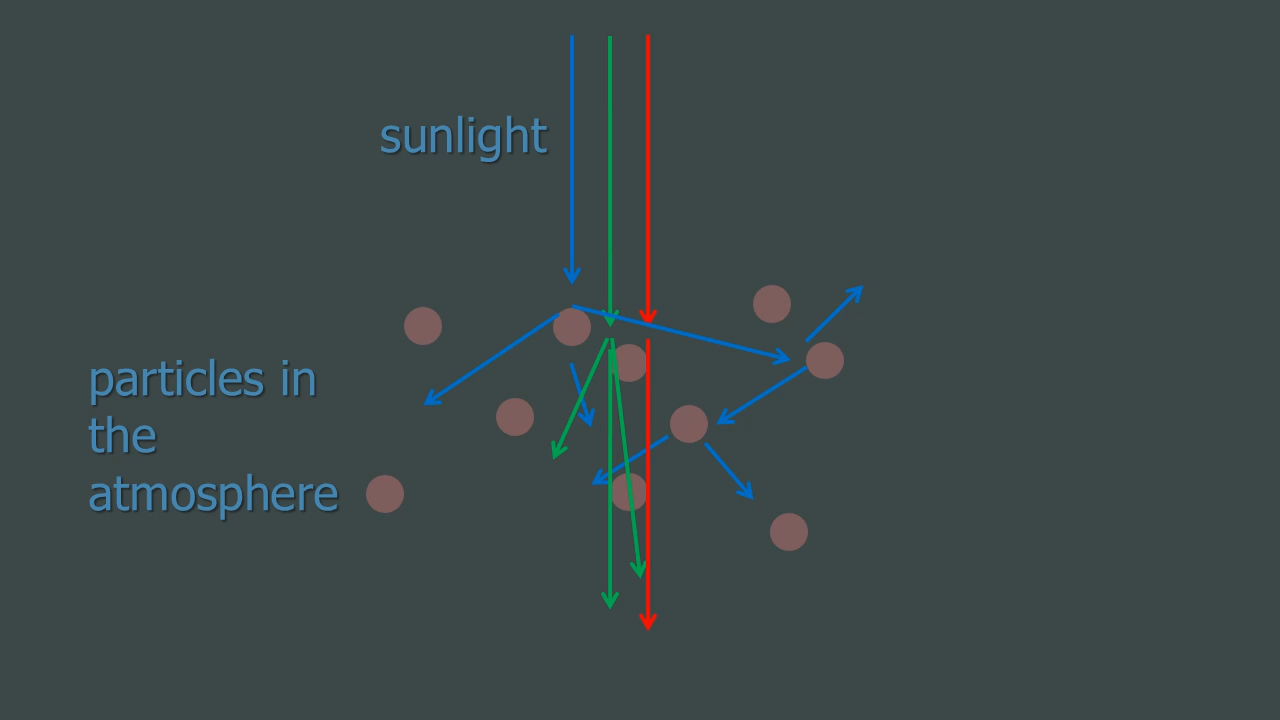 sunlight
particles in
the
atmosphere